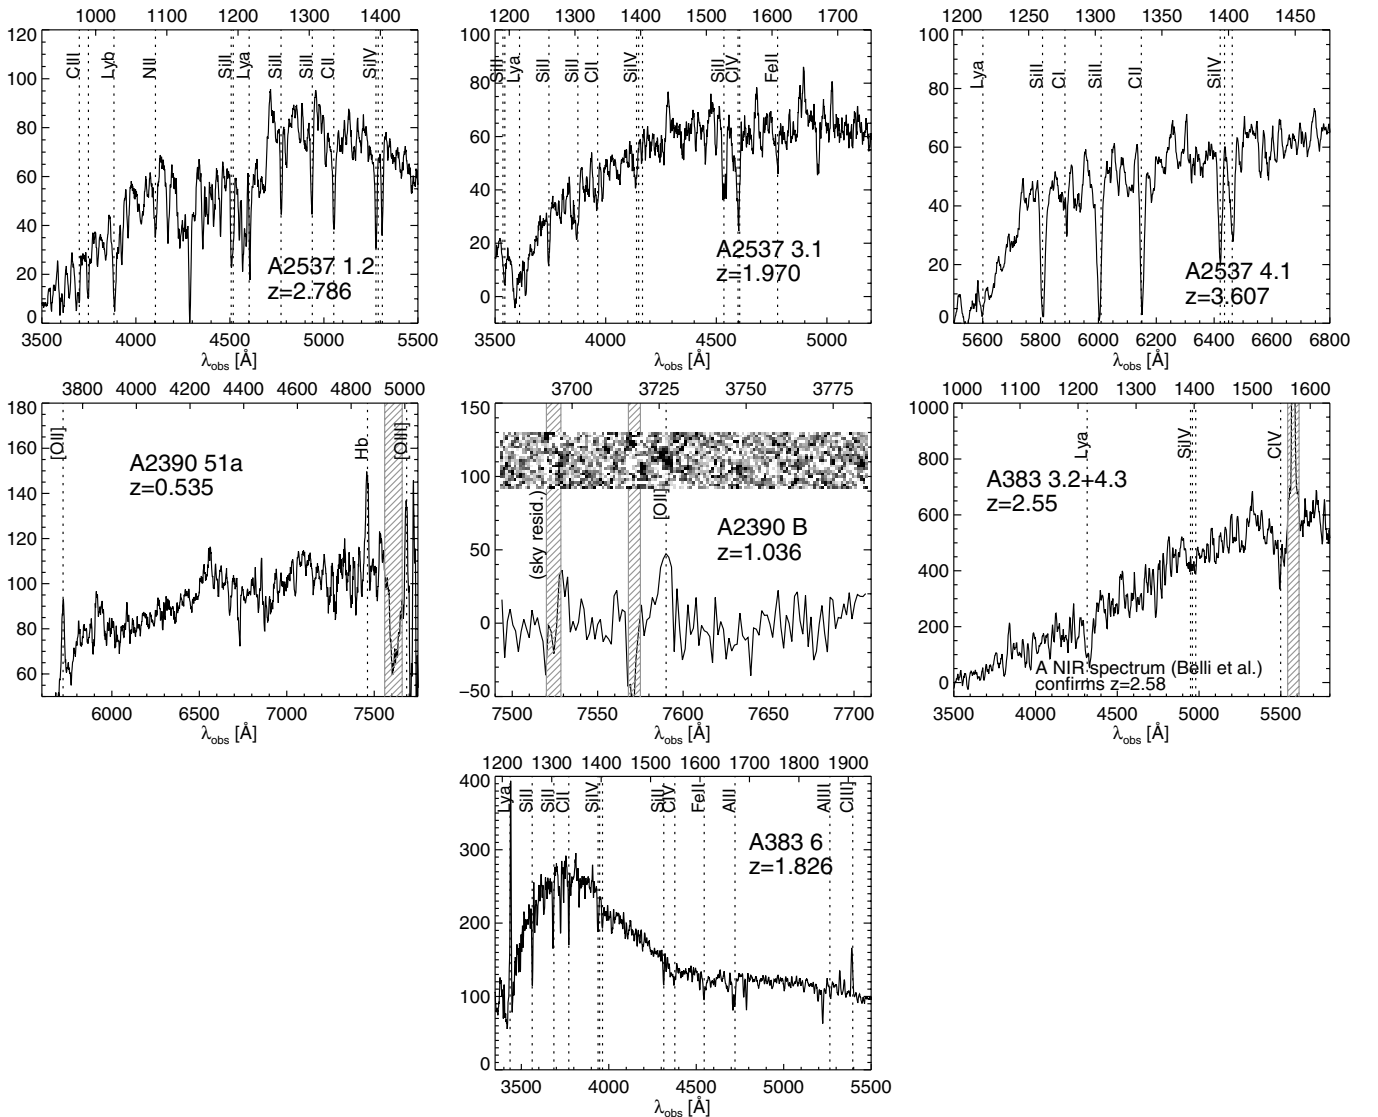 1000 1100 1200 1300 1400
120
100
80
60
40
20
0
CIII Lyb NII SiII Lya SiII SiII CII SiIV
A2537 1.2
z=2.786
3500 4000 4500 5000 5500
λobs [Å]
1200 1300 1400 1500 1600 1700
100
80
60
40
20
0
SiII Lya SiII SiII CII SiIV SiII CIV FeII
A2537 3.1
z=1.970
3500 4000 4500 5000
λobs [Å]
1200 1250 1300 1350 1400 1450
100
80
60
40
20
0
Lya SiII CI SiII CII SiIV
A2537 4.1
z=3.607
5600 5800 6000 6200 6400 6600 6800
λobs [Å]
3800 4000 4200 4400 4600 4800 5000
180
160
140
120
100
80
60
[OII] Hb [OIII]
A2390 51a
z=0.535
6000 6500 7000 7500
λobs [Å]
3700 3725 3750 3775
150
100
50
0
−50
(sky resid.) [OII]
A2390 B
z=1.036
7500 7550 7600 7650 7700
λobs [Å]
1000 1100 1200 1300 1400 1500 1600
1000
800
600
400
200
0
Lya SiIV CIV
A383 3.2+4.3
z=2.55
A NIR spectrum (Belli et al.)
confirms z=2.58
3500 4000 4500 5000 5500
λobs [Å]
1200 1300 1400 1500 1600 1700 1800 1900
400
300
200
100
0
Lya SiII SiII CII SiIV SiII CIV FeII AlII AlIII CIII]
A383 6
z=1.826
3500 4000 4500 5000 5500
λobs [Å]